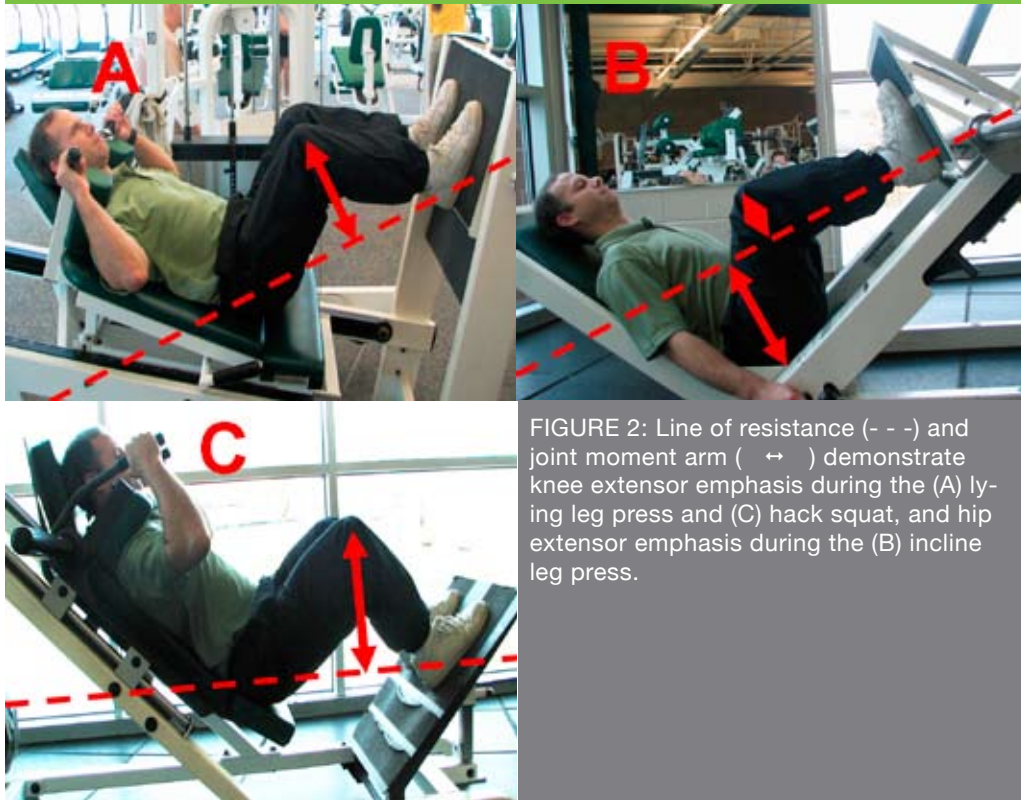 A
B
C
FIGURE 2: Line of resistance (- - -) and
joint moment arm ( ↔ ) demonstrate
knee extensor emphasis during the (A) ly-
ing leg press and (C) hack squat, and hip
extensor emphasis during the (B) incline
leg press.